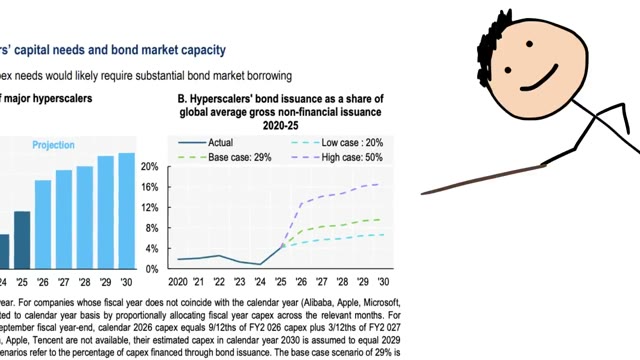 rs' capital needs and bond market capacity
pex needs would likely require substantial bond market borrowing
f major hyperscalers
B. Hyperscalers' bond issuance as a share of
global average gross non-financial issuance
2020-25
Projection
Actual
Low case : 20%
Base case: 29%
High case: 50%
20%
16%
12%
8%
4%
0%
24 '25 '26 '27 '28 '29 '30
2020 '21 '22 '23 '24 '25 '26 '27 '28 '29 '30
year. For companies whose fiscal year does not coincide with the calendar year (Alibaba, Apple, Microsoft,
ted to calendar year basis by proportionally allocating fiscal year capex across the relevant months. For
eptember fiscal year-end, calendar 2026 capex equals 9/12ths of FY2 026 capex plus 3/12ths of FY2 027
a, Apple, Tencent are not available, their estimated capex in calendar year 2030 is assumed to equal 2029
enarios refer to the percentage of capex financed through bond issuance. The base case scenario of 29% is